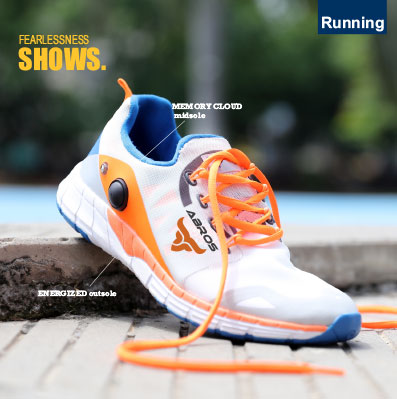 Running
FEARLESSNESS
SHOWS.
MEMORY CLOUD
midsole
ABROS
ENERGIZED outsole